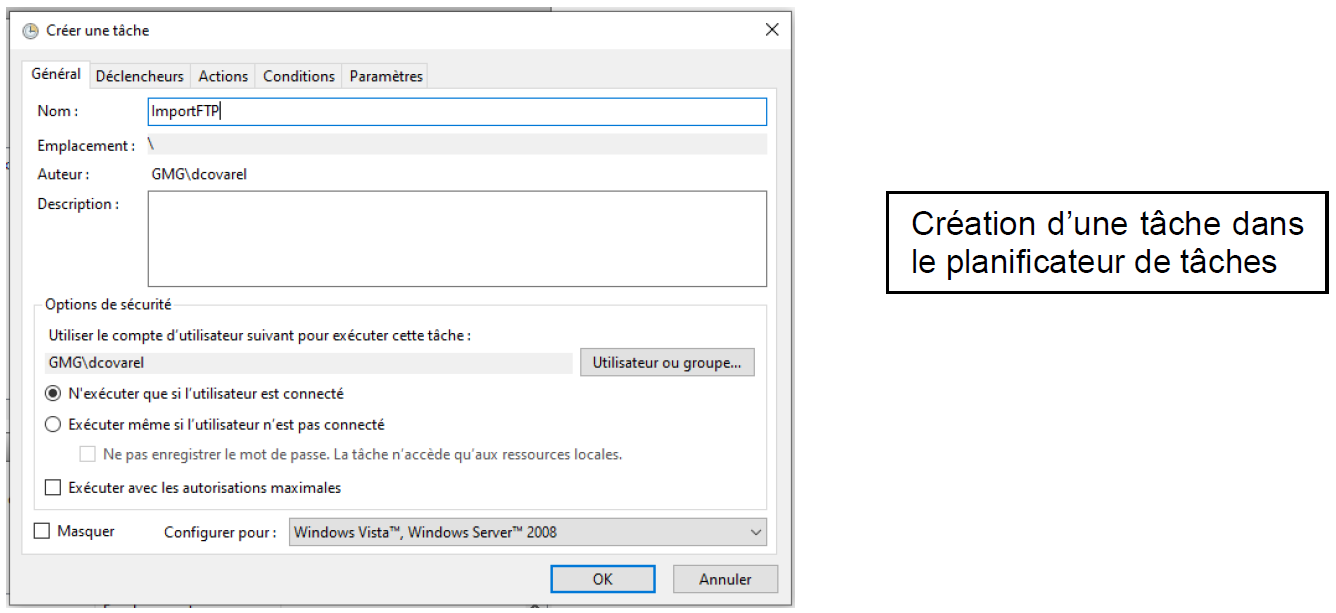 Créer une tâche
Général Déclencheurs Actions Conditions Paramètres
Nom : ImportFTP
Emplacement : \
Auteur : GMG\dcovarel
Description :
Options de sécurité
Utiliser le compte d'utilisateur suivant pour exécuter cette tâche :
GMG\dcovarel Utilisateur ou groupe...
N'exécuter que si l'utilisateur est connecté
Exécuter même si l'utilisateur n'est pas connecté
Ne pas enregistrer le mot de passe. La tâche n'accède qu'aux ressources locales.
Exécuter avec les autorisations maximales
Masquer Configurer pour : Windows Vista™, Windows Server™ 2008
OK Annuler
Création d’une tâche dans
le planificateur de tâches